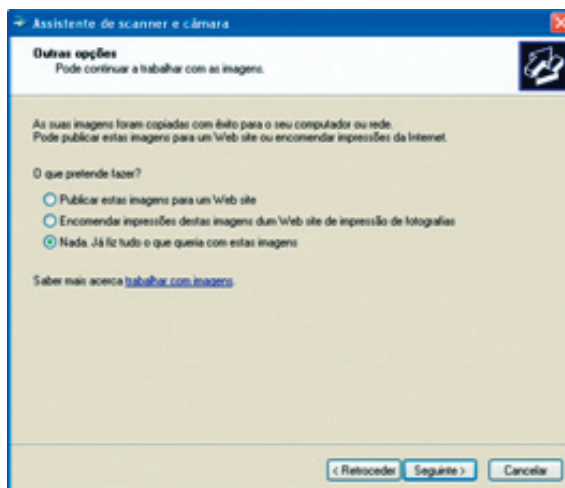 Assistente de scanner e câmara
Outras opções
Pode continuar a trabalhar com as imagens.
As suas imagens foram copiadas com êxito para o seu computador ou rede.
Pode publicar estas imagens para um Web site ou encomendar impressões da Internet.
O que pretende fazer?
Publicar estas imagens para um Web site
Encomendar impressões destas imagens dum Web site de impressão de fotografias
Nada. Já fiz tudo o que queria com estas imagens
Saber mais acerca trabalhar com imagens.
< Retroceder Seguinte > Cancelar